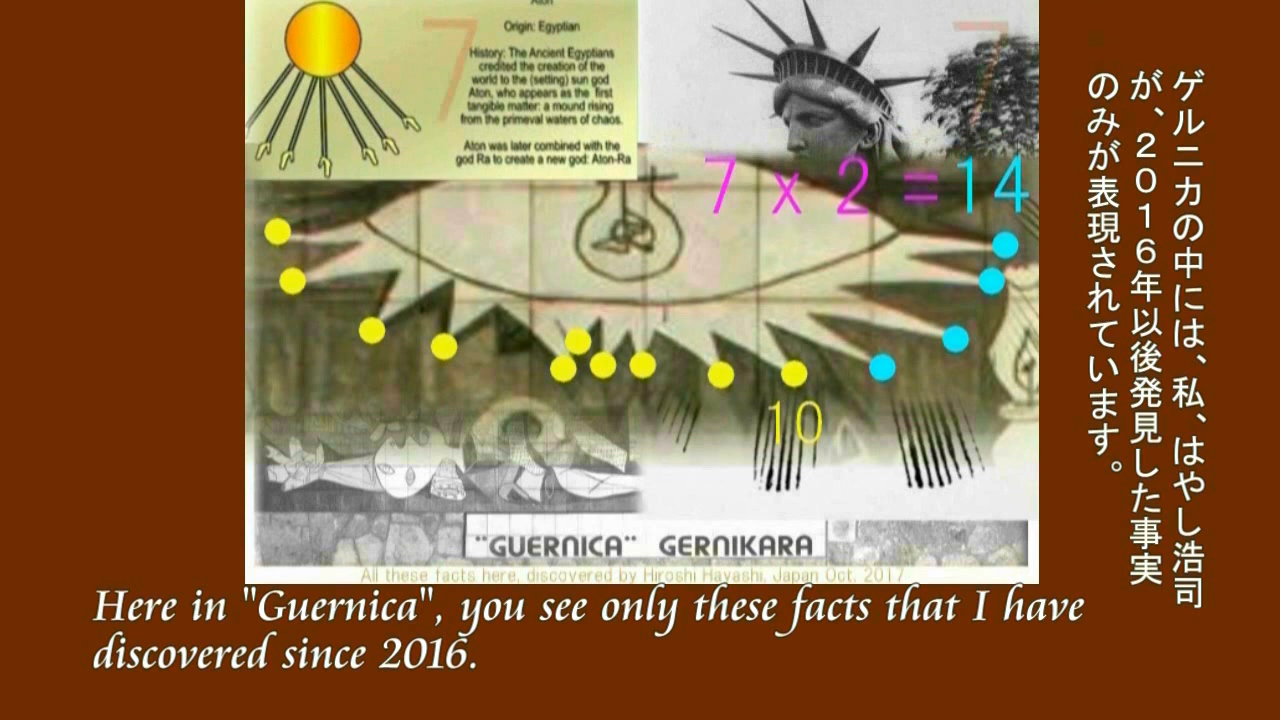 Aton
Origin: Egyptian
History: The Ancient Egyptians
credited the creation of the
world to the (setting) sun god
Aton, who appears as the first
tangible matter: a mound rising
from the primeval waters of chaos.
Aton was later combined with the
god Ra to create a new god: Aton-Ra
7
7
7 x 2 = 14
10
"GUERNICA" GERNIKARA
All these facts here, discovered by Hiroshi Hayashi, Japan Oct. 2017
ゲルニカの中には、私、はやし浩司
が、２０１６年以後発見した事実
のみが表現されています。
Here in "Guernica", you see only these facts that I have
discovered since 2016.